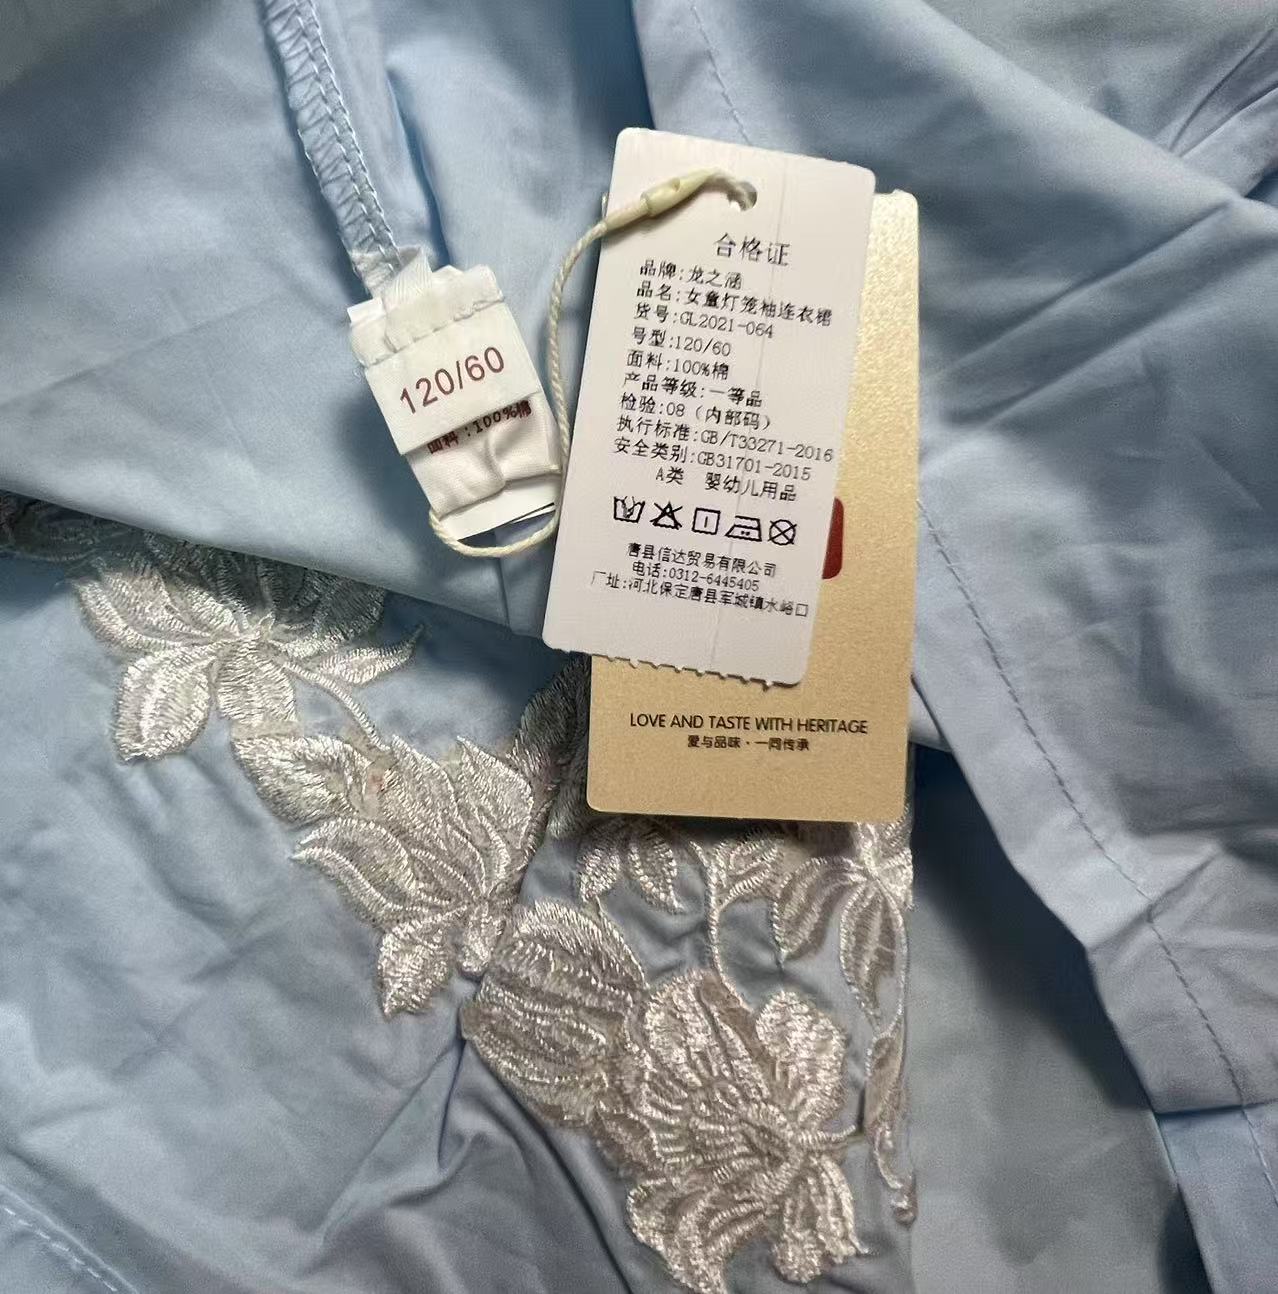 合格证
品牌:龙之涵
品名:女童灯笼袖连衣裙
货号:GL2021-064
号型:120/60
面料:100%棉
产品等级:一等品
检验:08（内部码）
执行标准:GB/T33271-2016
安全类别:GB31701-2015
A类 婴幼儿用品
唐县信达贸易有限公司
电话:0312-6445405
厂址:河北保定唐县军城镇水峪口
LOVE AND TASTE WITH HERITAGE
爱与品味·一同传承
120/60
面料:100%棉